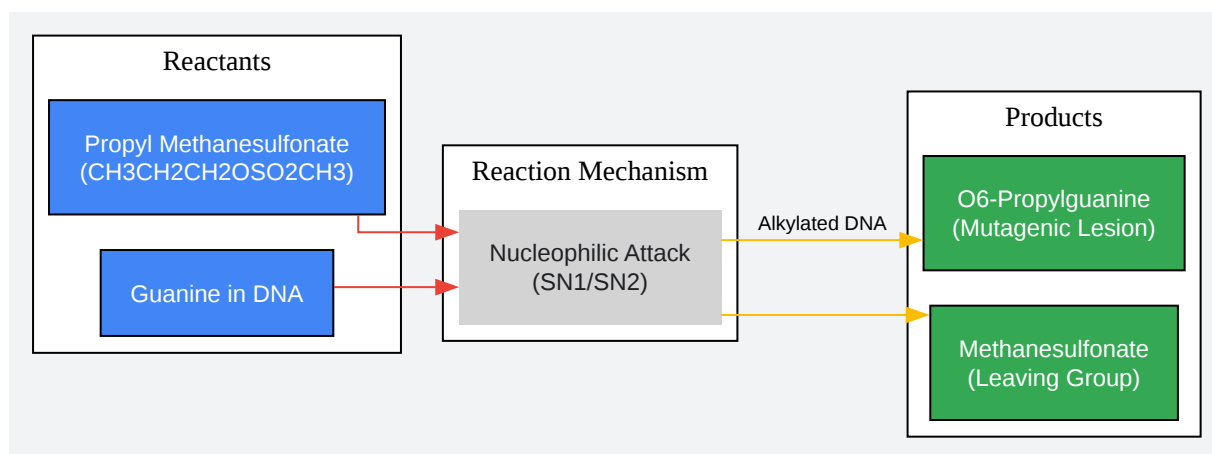 Reactants
Propyl Methanesulfonate
(CH3CH2CH2OSO2CH3)
Guanine in DNA
Reaction Mechanism
Nucleophilic Attack
(SN1/SN2)
Alkylated DNA
Products
O6-Propylguanine
(Mutagenic Lesion)
Methanesulfonate
(Leaving Group)